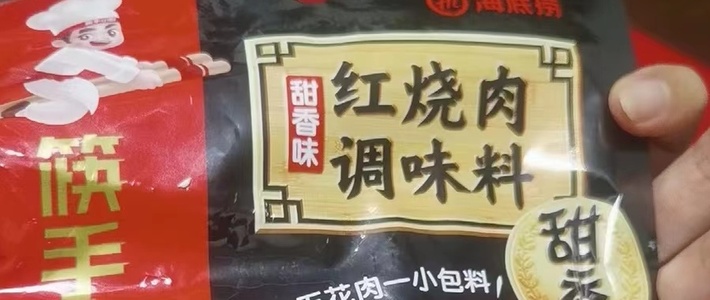 海底捞
甜香味
红烧肉
调味料
筷手
花肉一小包料
甜香